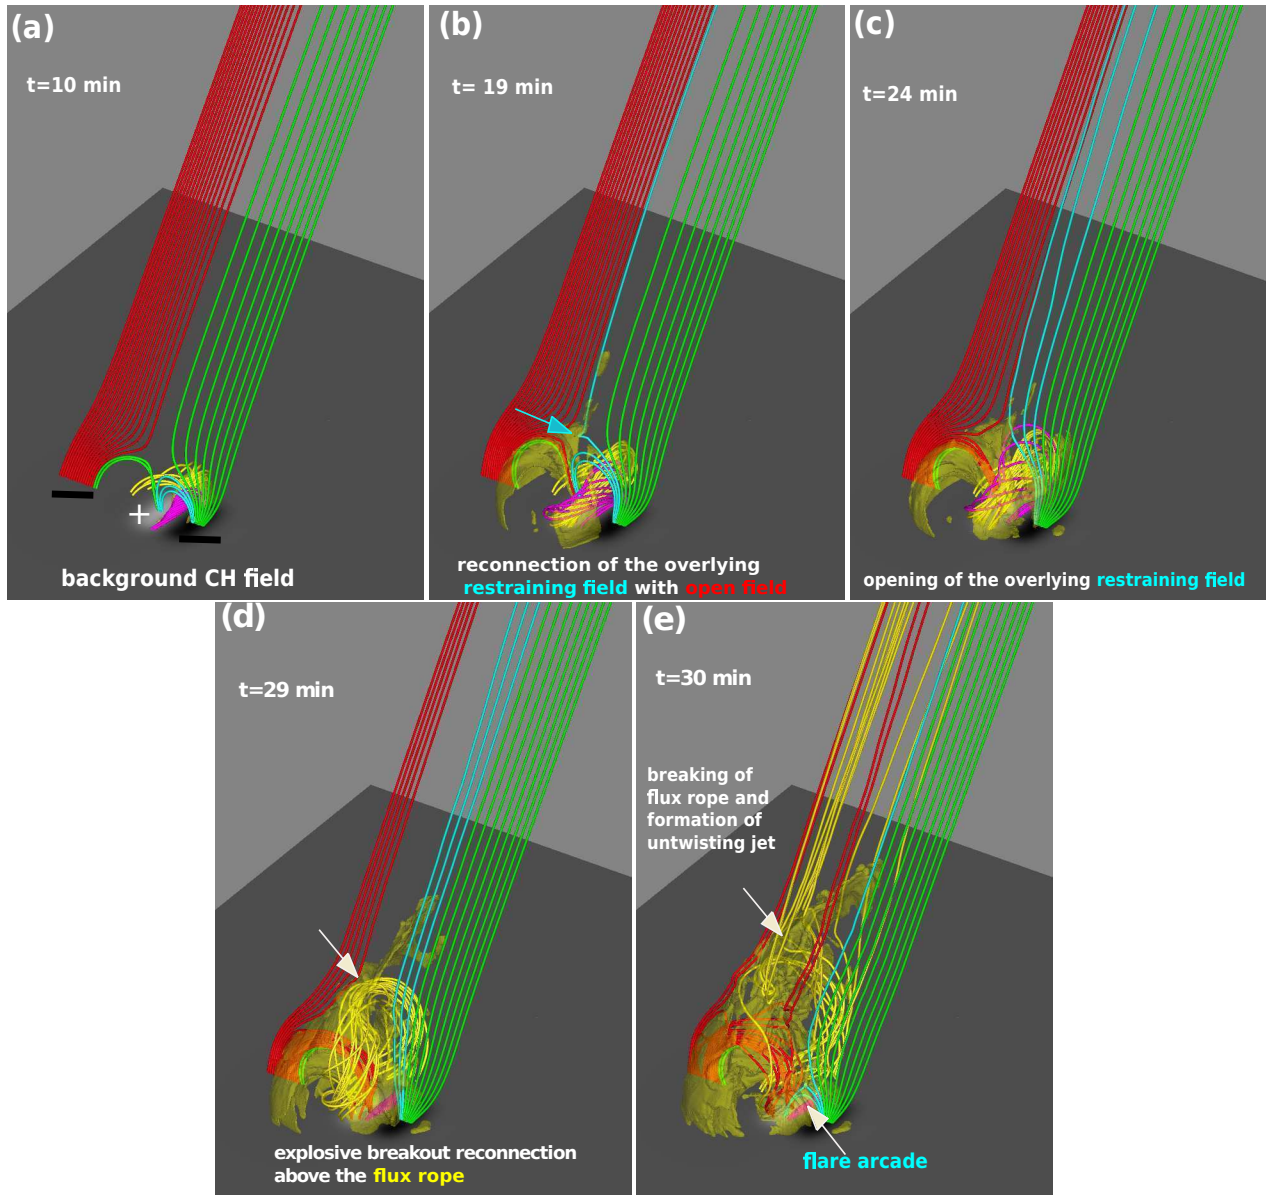 (a)
t=10 min
+
background CH field
(b)
t= 19 min
reconnection of the overlying
restraining field with open field
(c)
t=24 min
opening of the overlying restraining field
(d)
t=29 min
explosive breakout reconnection
above the flux rope
(e)
t=30 min
breaking of
flux rope and
formation of
untwisting jet
flare arcade